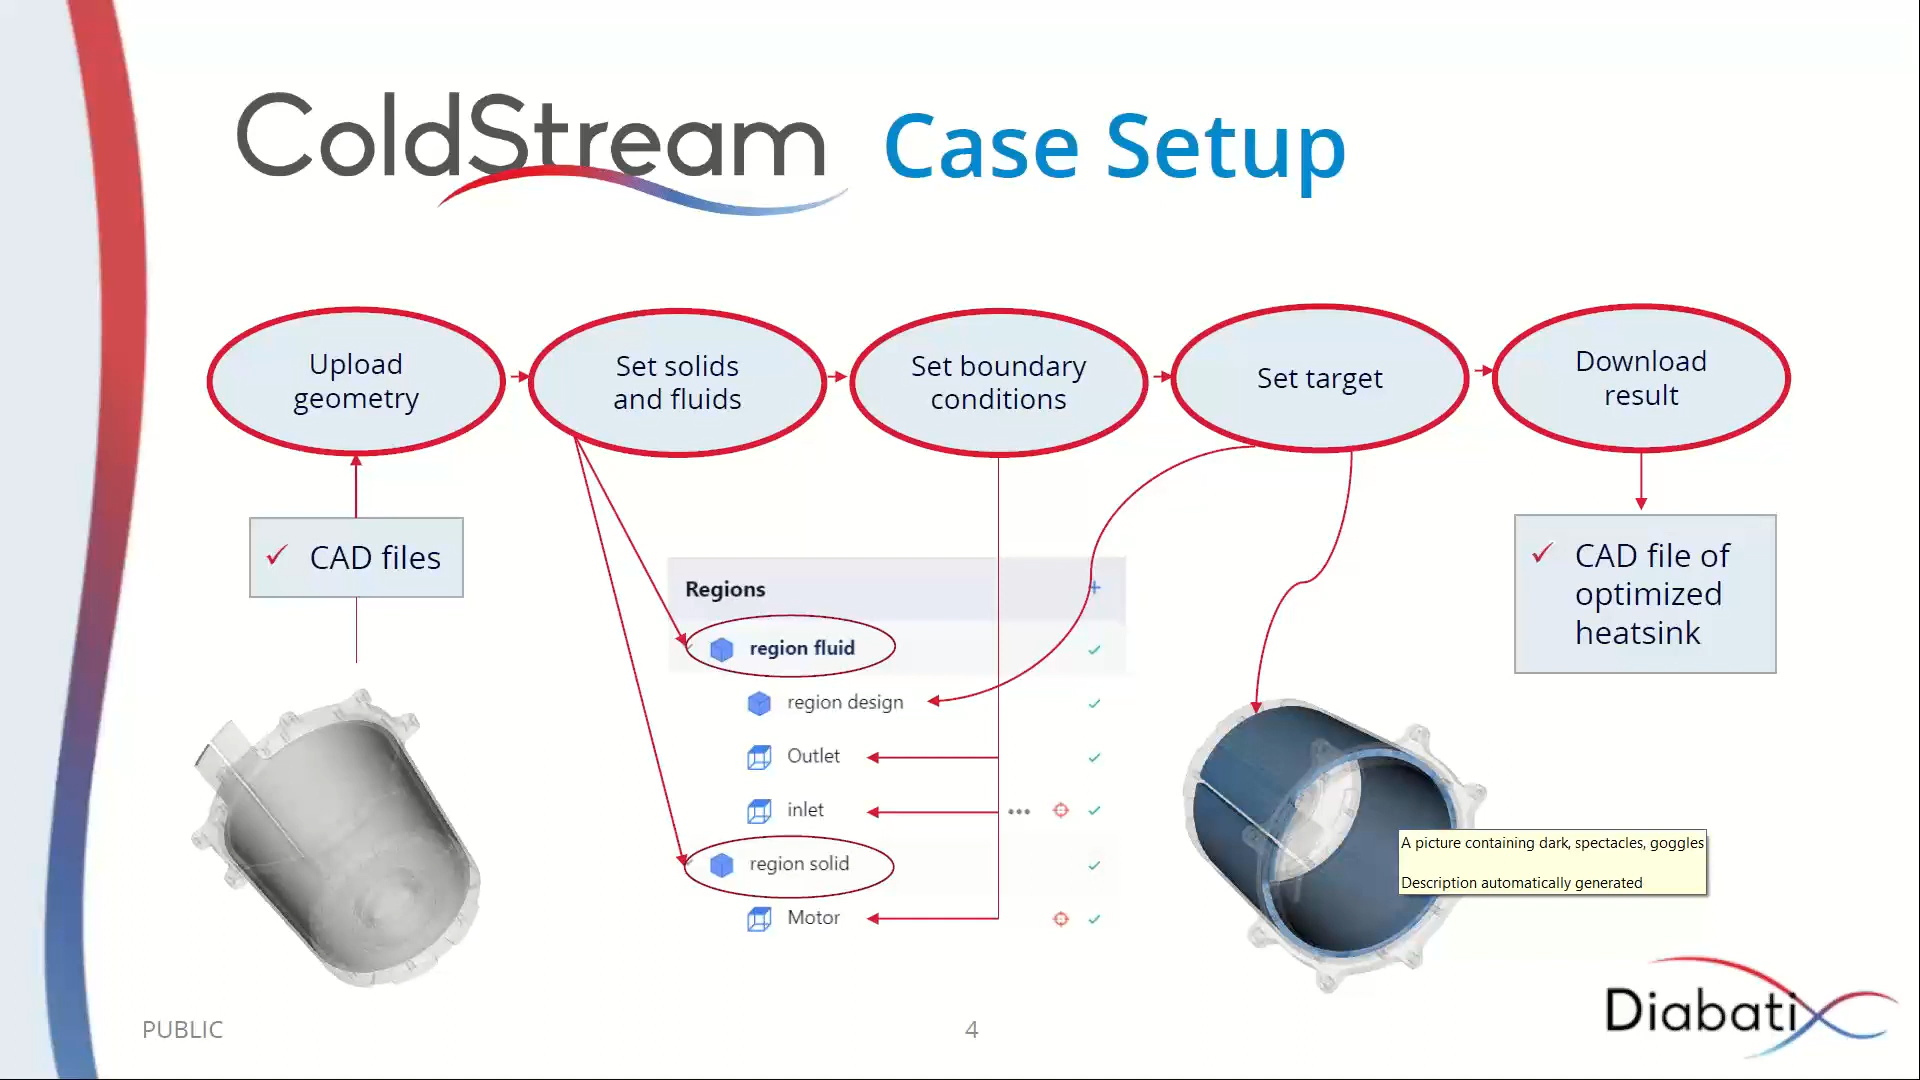 ColdStream Case Setup
Upload
geometry
Set solids
and fluids
Set boundary
conditions
Set target
Download
result
CAD files
CAD file of
optimized
heatsink
Regions
region fluid
region design
Outlet
inlet
region solid
Motor
A picture containing dark, spectacles, goggles
Description automatically generated
PUBLIC
4
Diabatix